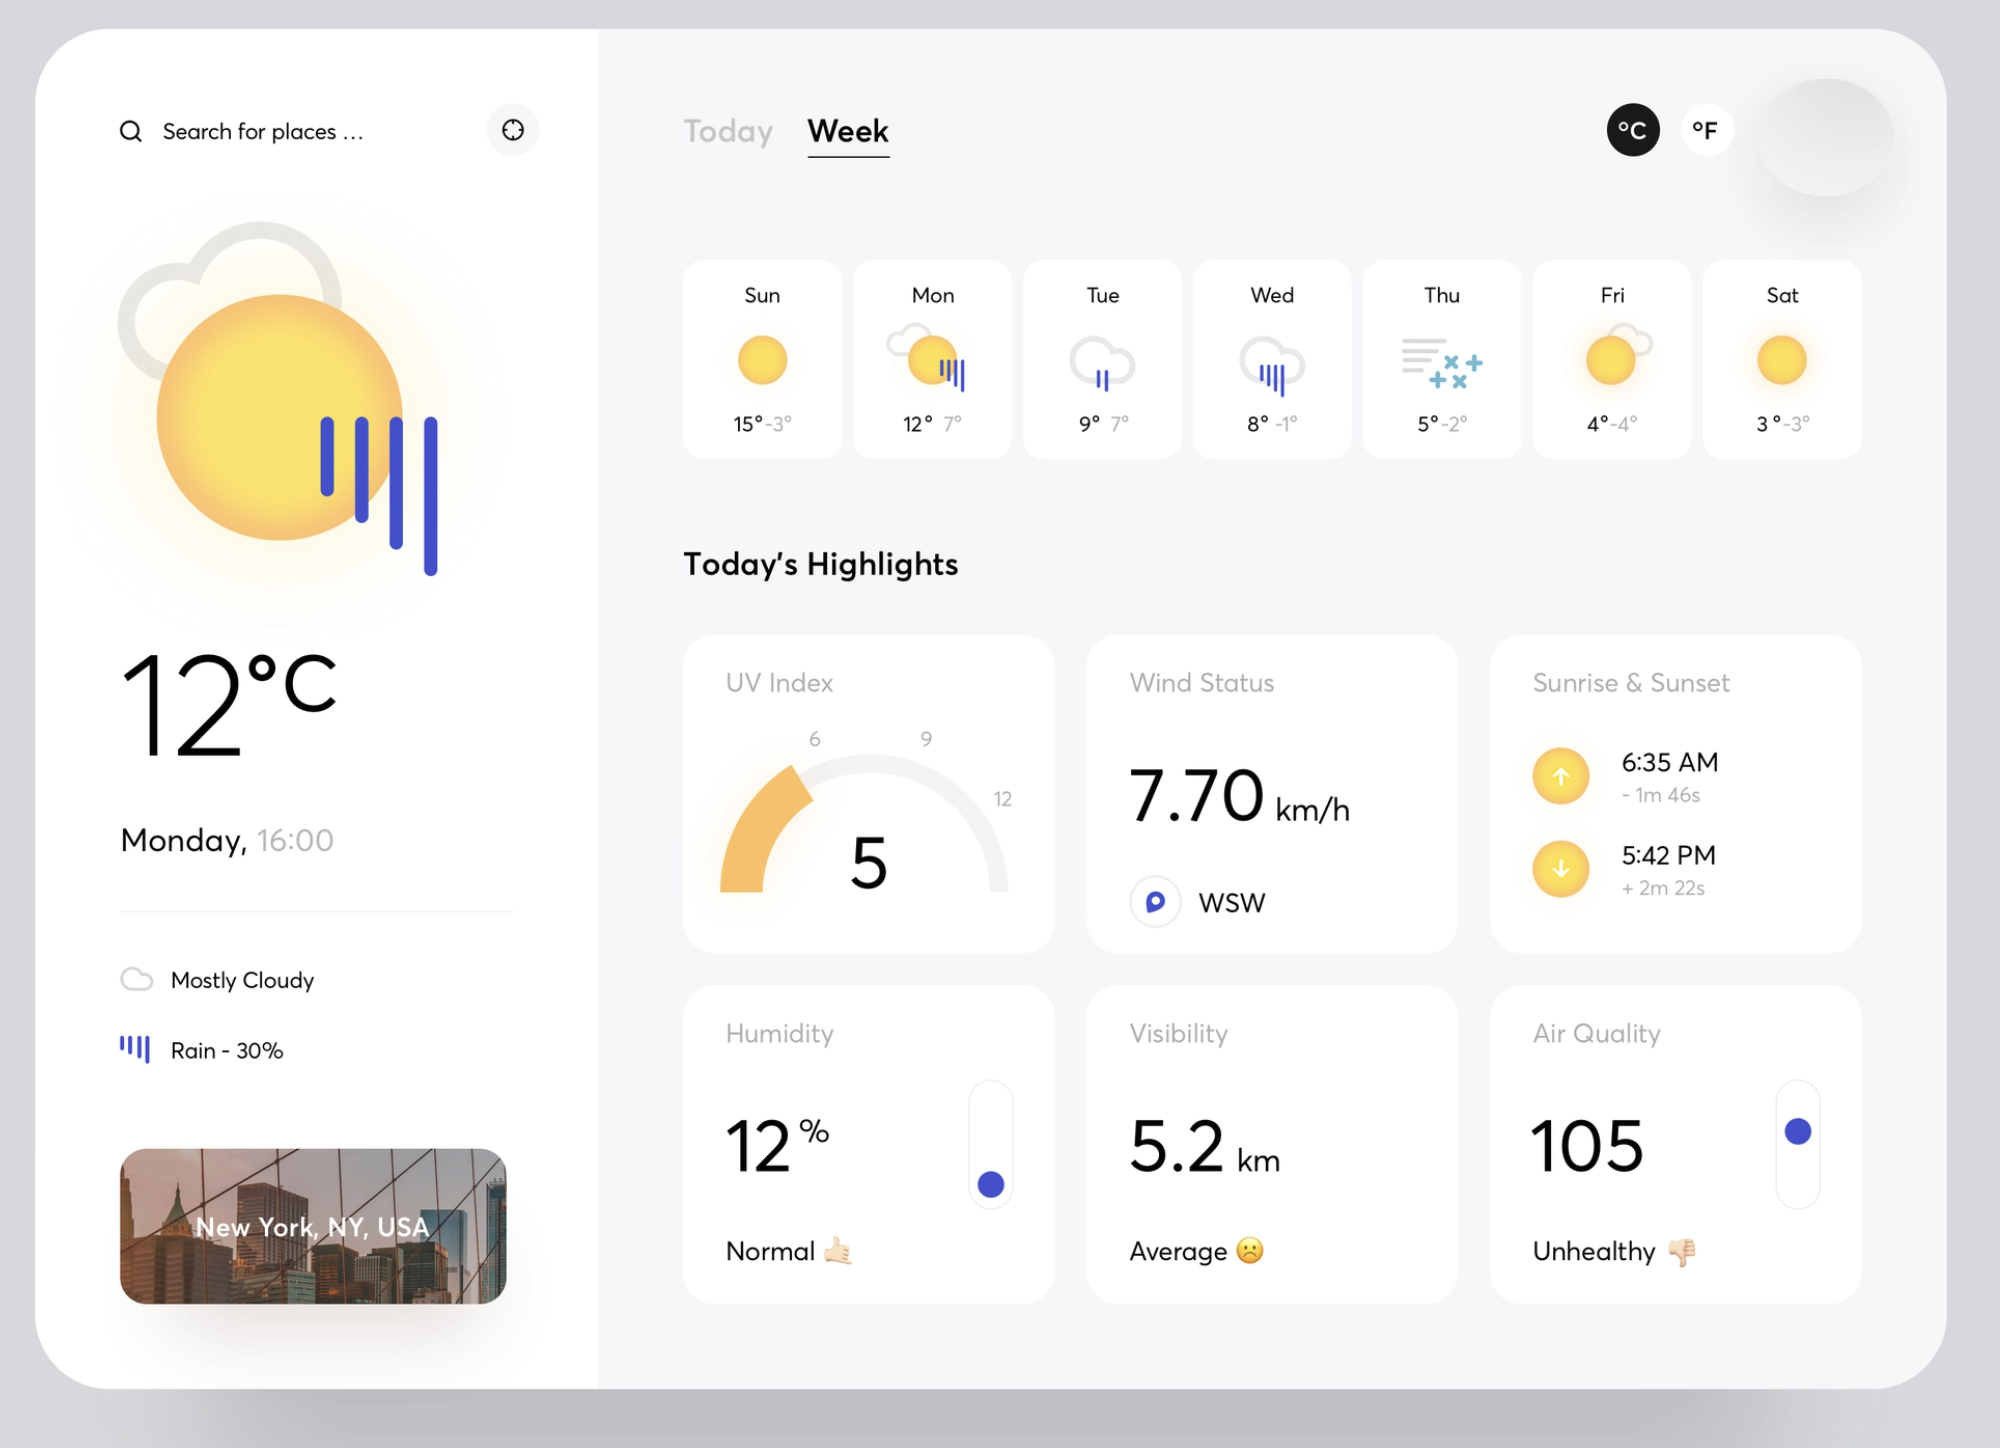 Search for places ...
12°C
Monday, 16:00
Mostly Cloudy
Rain - 30%
New York, NY, USA
Today Week
°C °F
Sun Mon Tue Wed Thu Fri Sat
15°-3° 12° 7° 9° 7° 8° -1° 5°-2° 4°-4° 3 °-3°
Today's Highlights
UV Index
6 9
12
5
Wind Status
7.70 km/h
WSW
Sunrise & Sunset
6:35 AM
- 1m 46s
5:42 PM
+ 2m 22s
Humidity
12 %
Normal 🤙🏻
Visibility
5.2 km
Average ☹️
Air Quality
105
Unhealthy 👎🏻